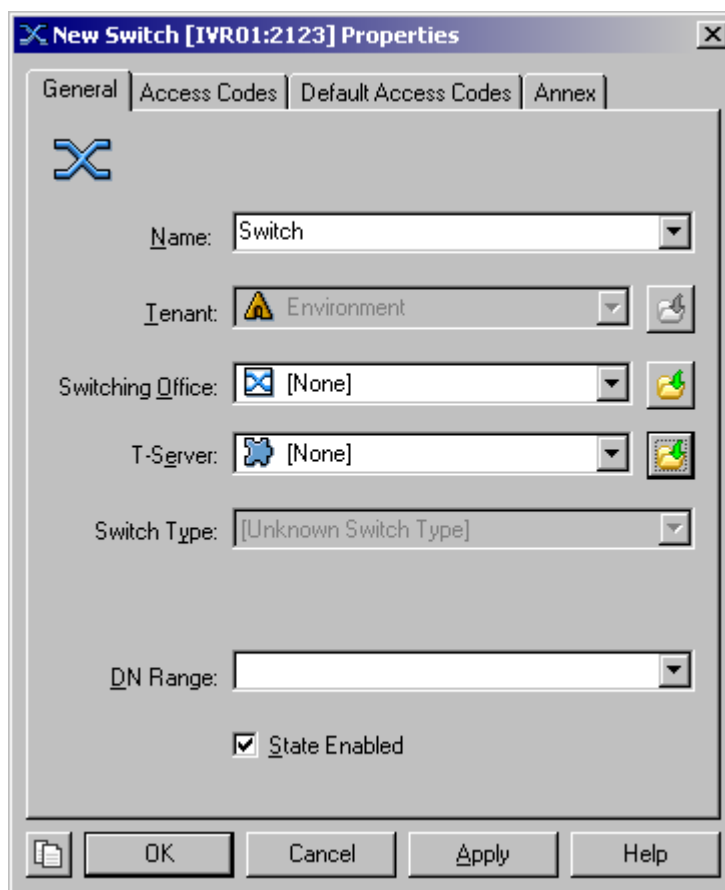 New Switch [IVR01:2123] Properties
General Access Codes Default Access Codes Annex
Name: Switch
Tenant: Environment
Switching Office: [None]
T-Server: [None]
Switch Type: [Unknown Switch Type]
DN Range:
State Enabled
OK Cancel Apply Help